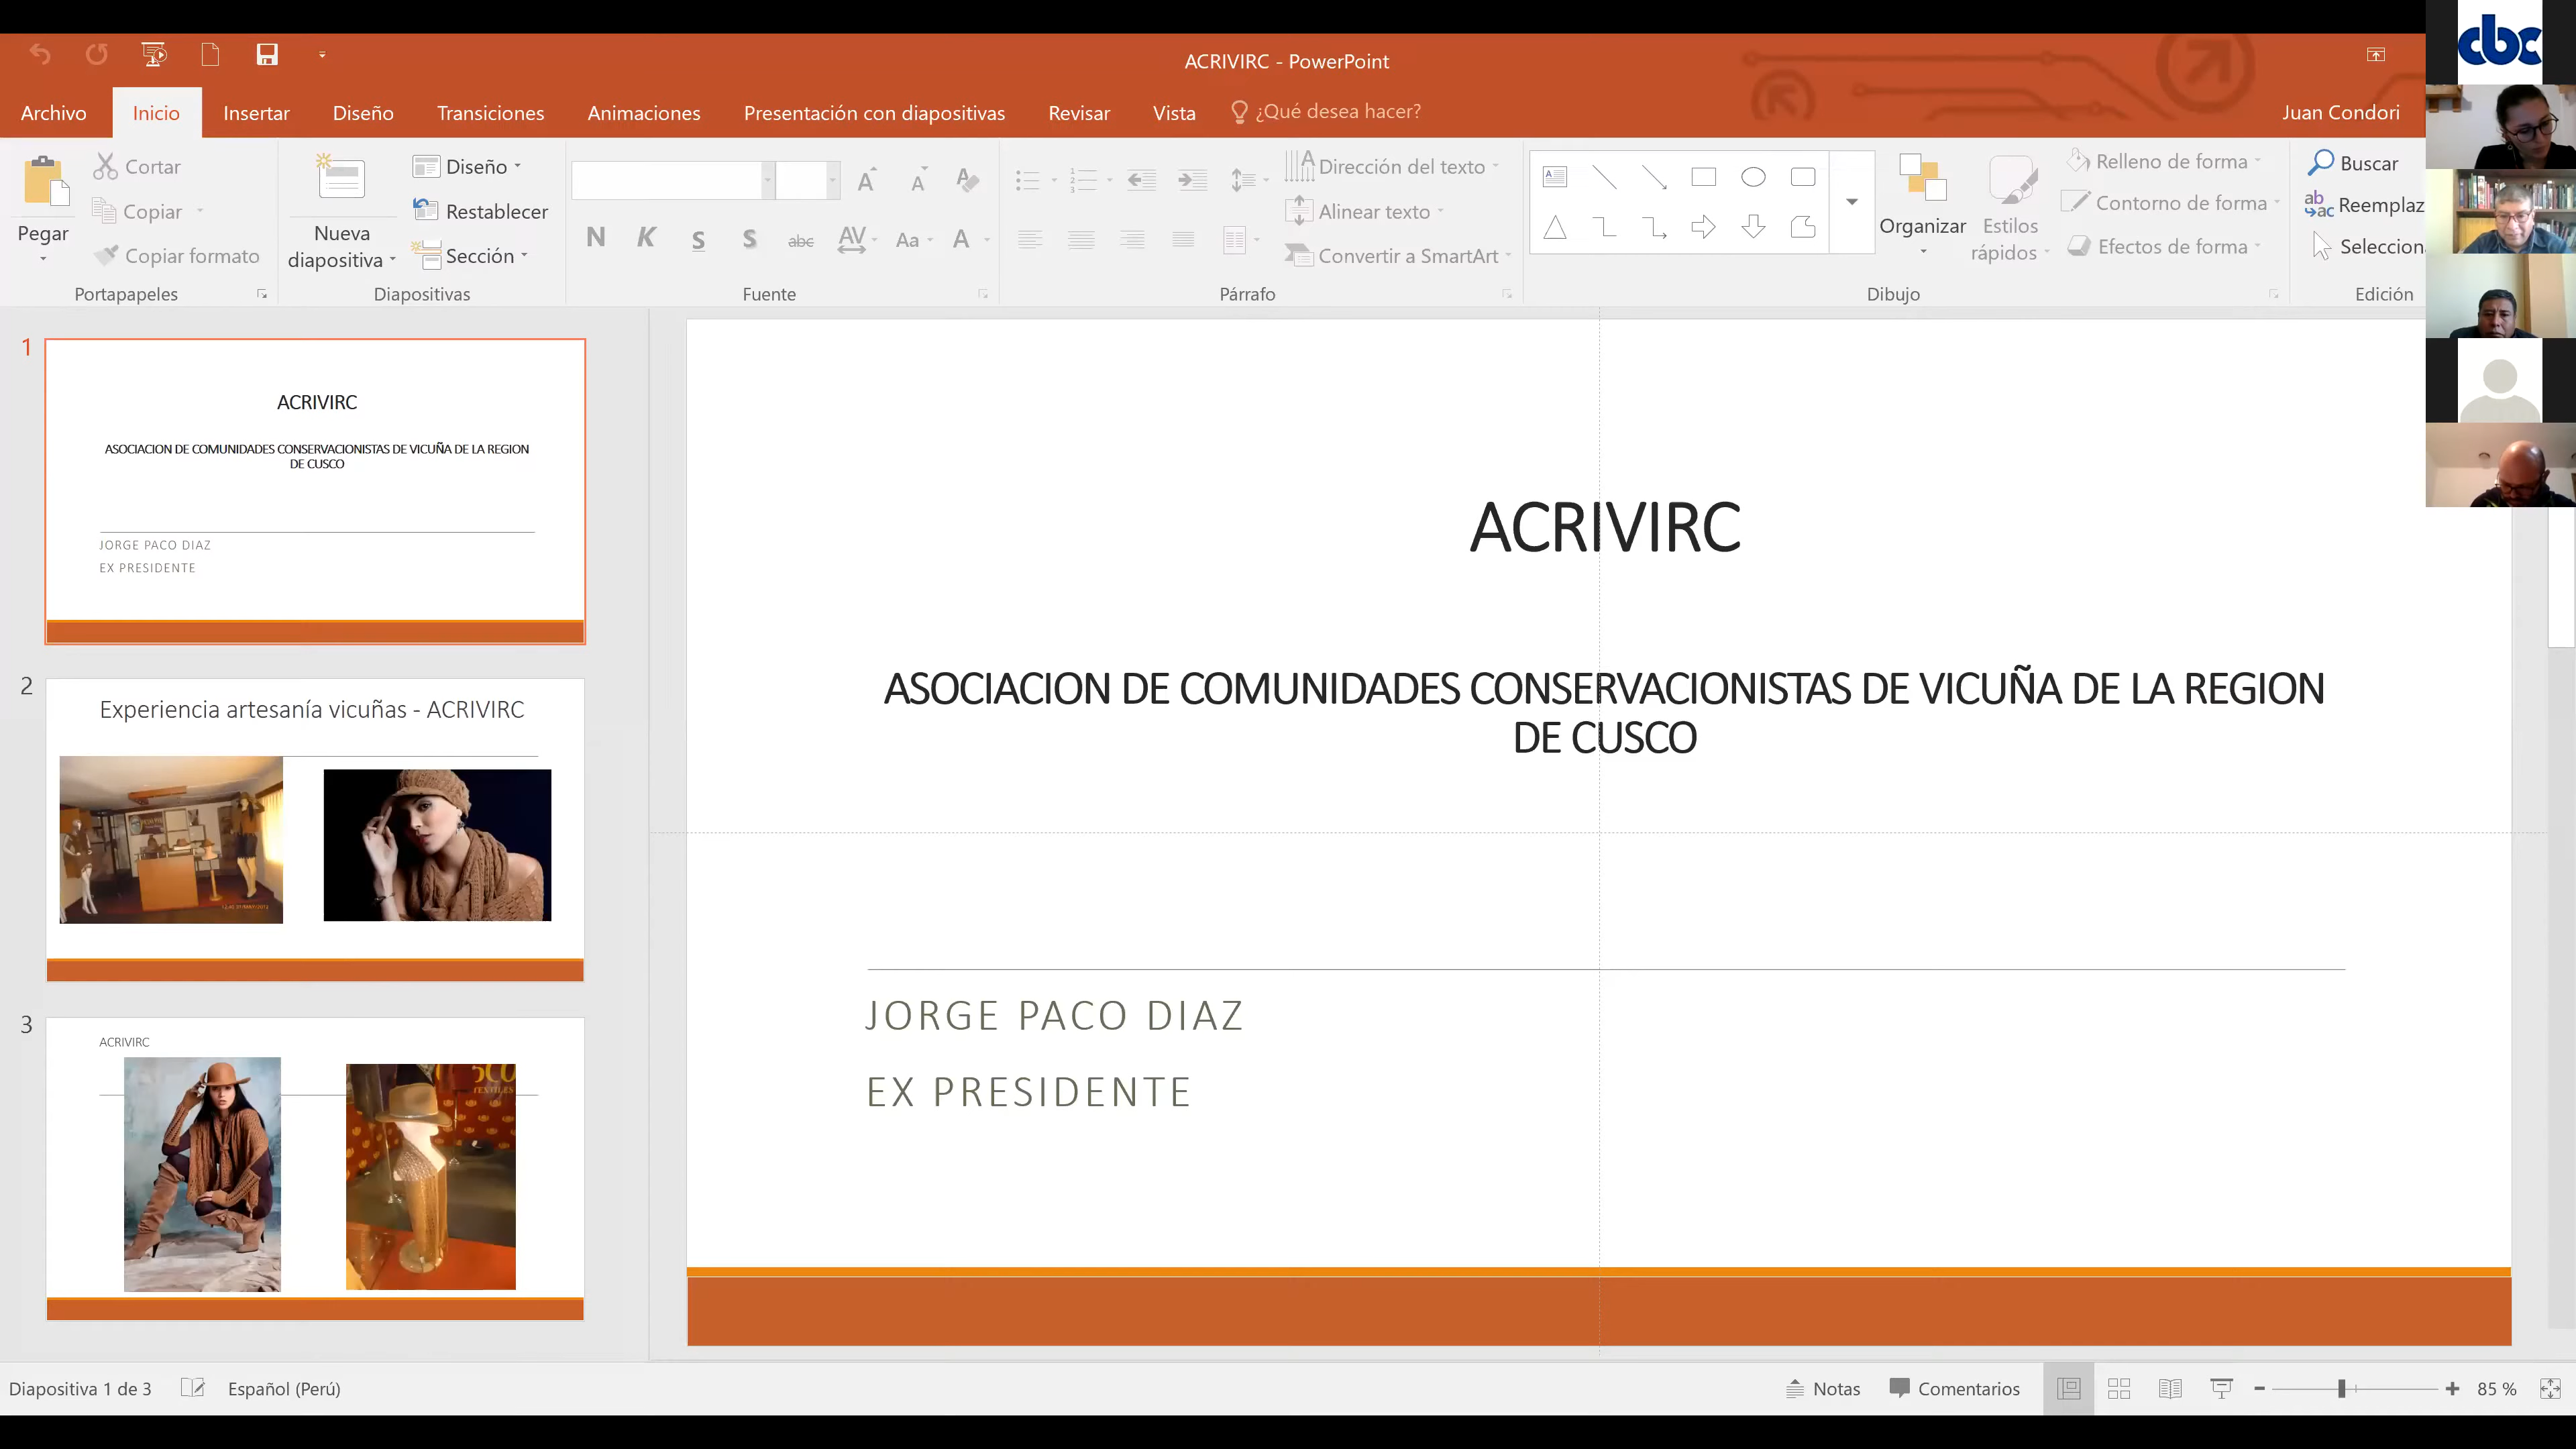 ACRIVIRC - PowerPoint
cbc
Archivo
Inicio
Insertar
Diseño
Transiciones
Animaciones
Presentación con diapositivas
Revisar
Vista
¿Qué desea hacer?
Juan Condori
Pegar
Cortar
Copiar
Copiar formato
Portapapeles
Nueva
diapositiva
Diseño
Restablecer
Sección
Diapositivas
N K S S abc AV Aa A
Fuente
Dirección del texto
Alinear texto
Convertir a SmartArt
Párrafo
Organizar
Estilos
rápidos
Relleno de forma
Contorno de forma
Efectos de forma
Dibujo
Buscar
Reemplaz
Seleccion
Edición
1
ACRIVIRC
ASOCIACION DE COMUNIDADES CONSERVACIONISTAS DE VICUÑA DE LA REGION
DE CUSCO
JORGE PACO DIAZ
EX PRESIDENTE
2
Experiencia artesanía vicuñas - ACRIVIRC
3
ACRIVIRC
ACRIVIRC
ASOCIACION DE COMUNIDADES CONSERVACIONISTAS DE VICUÑA DE LA REGION
DE CUSCO
JORGE PACO DIAZ
EX PRESIDENTE
Diapositiva 1 de 3
Español (Perú)
Notas
Comentarios
85 %